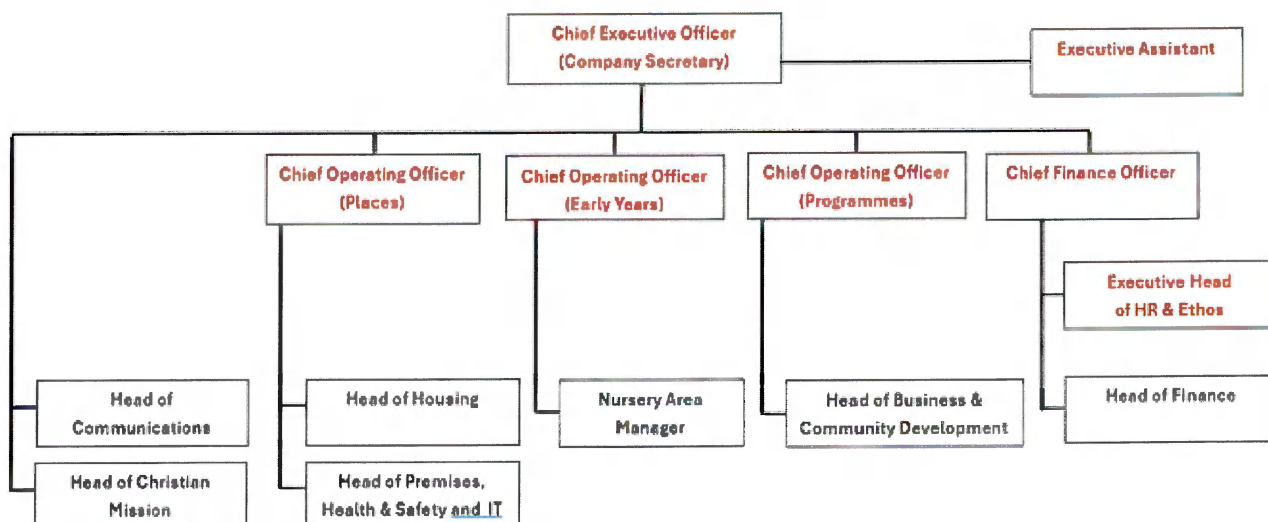 Chief Executive Officer
(Company Secretary)
Executive Assistant
Chief Operating Officer
(Places)
Chief Operating Officer
(Early Years)
Chief Operating Officer
(Programmes)
Chief Finance Officer
Executive Head
of HR & Ethos
Head of
Communications
Head of Housing
Nursery Area
Manager
Head of Business &
Community Development
Head of Finance
Head of Christian
Mission
Head of Premises,
Health & Safety and IT